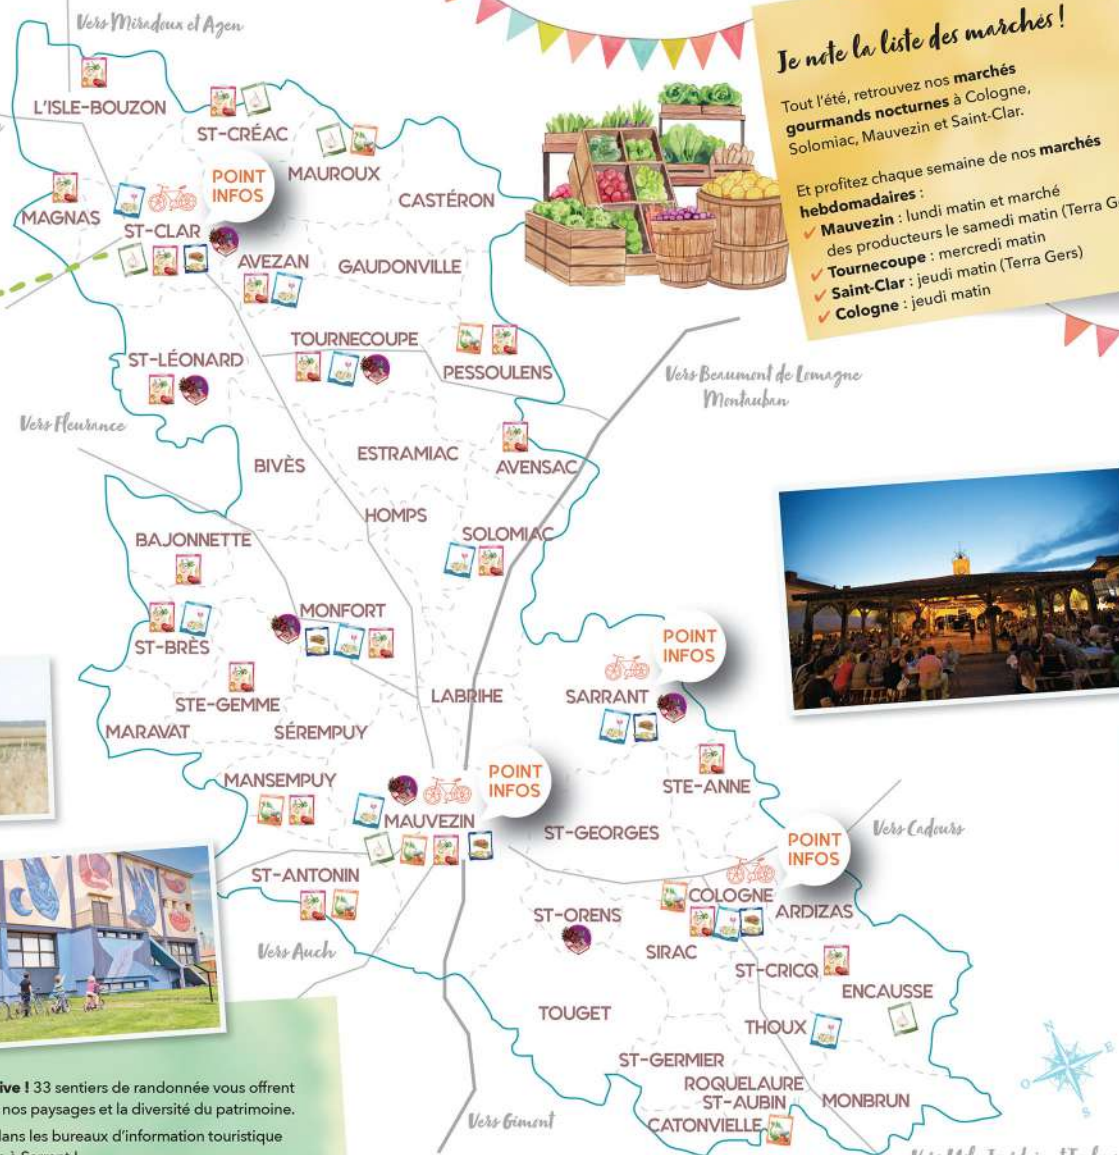 Vers Miradoux et Agen
L'ISLE-BOUZON
ST-CRÉAC
MAUROUX
POINT
INFOS
CASTÉRON
MAGNAS
ST-CLAR
AVEZAN
GAUDONVILLE
TOURNECOUPE
ST-LÉONARD
PESSOULENS
Vers Beaumont de Lomagne
Montauban
Vers Fleurance
BIVÈS
ESTRAMIAC
AVENSAC
HOMPS
SOLOMIAC
BAJONNETTE
MONFORT
ST-BRÈS
POINT
INFOS
STE-GEMME
LABRIHE
SARRANT
MARAVAT
SÉREMPUY
MANSEMPUY
POINT
INFOS
STE-ANNE
MAUVEZIN
ST-GEORGES
Vers Cadours
POINT
INFOS
ST-ANTONIN
COLOGNE
ARDIZAS
ST-ORENS
Vers Auch
SIRAC
ST-CRICQ
ENCAUSSE
TOUGET
THOUX
ST-GERMIER
ROQUELAURE
ST-AUBIN
MONBRUN
CATONVIELLE
Vers Gimont
N
E
O
S
Je note la liste des marchés !
Tout l'été, retrouvez nos marchés
gourmands nocturnes à Cologne,
Solomiac, Mauvezin et Saint-Clar.
Et profitez chaque semaine de nos marchés
hebdomadaires :
✓ Mauvezin : lundi matin et marché
des producteurs le samedi matin (Terra
✓ Tournecoupe : mercredi matin
✓ Saint-Clar : jeudi matin (Terra Gers)
✓ Cologne : jeudi matin
ive ! 33 sentiers de randonnée vous offrent
nos paysages et la diversité du patrimoine.
dans les bureaux d'information touristique